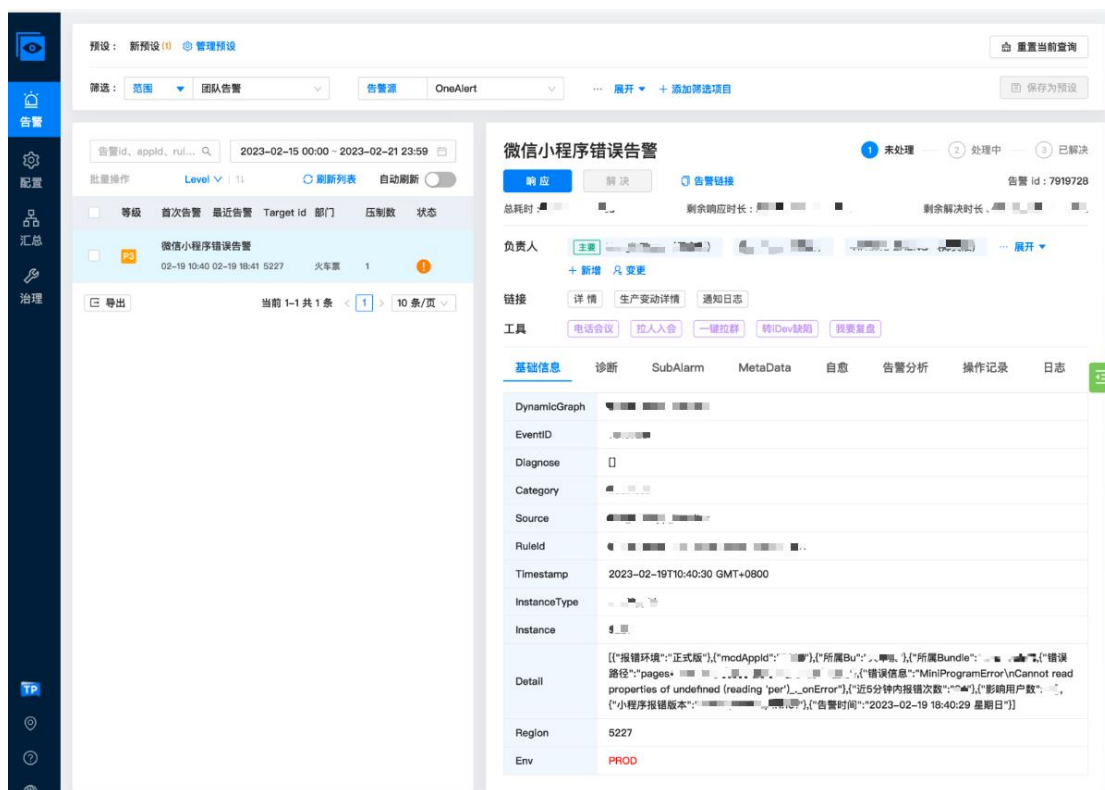 预设： 新预设(1) 管理预设
重置当前查询
筛选： 范围 团队告警 告警源 OneAlert ··· 展开 + 添加筛选项目
保存为预设
告警
配置
品
汇总
治理
TP
告警id、appId、rul...
2023-02-15 00:00 ~ 2023-02-21 23:59
批量操作 Level 刷新列表 自动刷新
等级 首次告警 最近告警 Target id 部门 压制数 状态
微信小程序错误告警
P3
02-19 10:40 02-19 18:41 5227 火车票 1
导出 当前 1-1 共 1 条 < 1 > 10 条/页
微信小程序错误告警
1 未处理 2 处理中 3 已解决
响应 解决 告警链接 告警 id : 7919728
总耗时 : 剩余响应时长 : 剩余解决时长
负责人 主要 ··· 展开
+ 新增 变更
链接 详情 生产变动详情 通知日志
工具 电话会议 拉人入会 一键拉群 转iDev缺陷 我要复盘
基础信息 诊断 SubAlarm MetaData 自愈 告警分析 操作记录 日志
DynamicGraph
EventID
Diagnose []
Category
Source
RuleId
Timestamp 2023-02-19T10:40:30 GMT+0800
InstanceType
Instance
Detail
[{"报错环境":"正式版"},{"mcdAppId":" "},{"所属Bu":" },{"所属Bundle": ,{"错误
路径":"pages ,{"错误信息":"MiniProgramError\nCannot read
properties of undefined (reading 'per')_._onError"},{"近5分钟内报错次数":" "},{"影响用户数":
{"小程序报错版本":" "},{"告警时间":"2023-02-19 18:40:29 星期日"}]
Region 5227
Env PROD